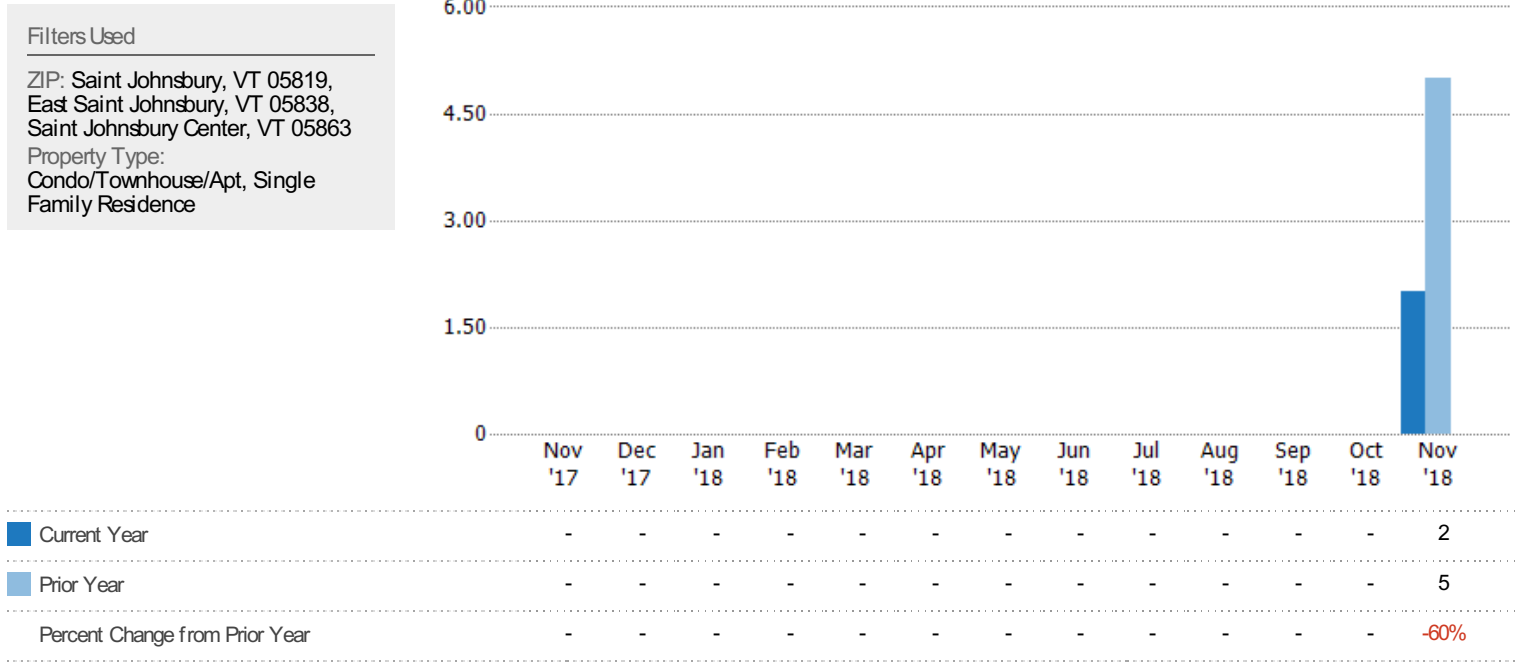 Filters Used
ZIP: Saint Johnsbury, VT 05819,
East Saint Johnsbury, VT 05838,
Saint Johnsbury Center, VT 05863
Property Type:
Condo/Townhouse/Apt, Single
Family Residence
6.00
4.50
3.00
1.50
0
Nov Dec Jan Feb Mar Apr May Jun Jul Aug Sep Oct Nov
'17 '17 '18 '18 '18 '18 '18 '18 '18 '18 '18 '18 '18
Current Year - - - - - - - - - - - - 2
Prior Year - - - - - - - - - - - - 5
Percent Change from Prior Year - - - - - - - - - - - - -60%